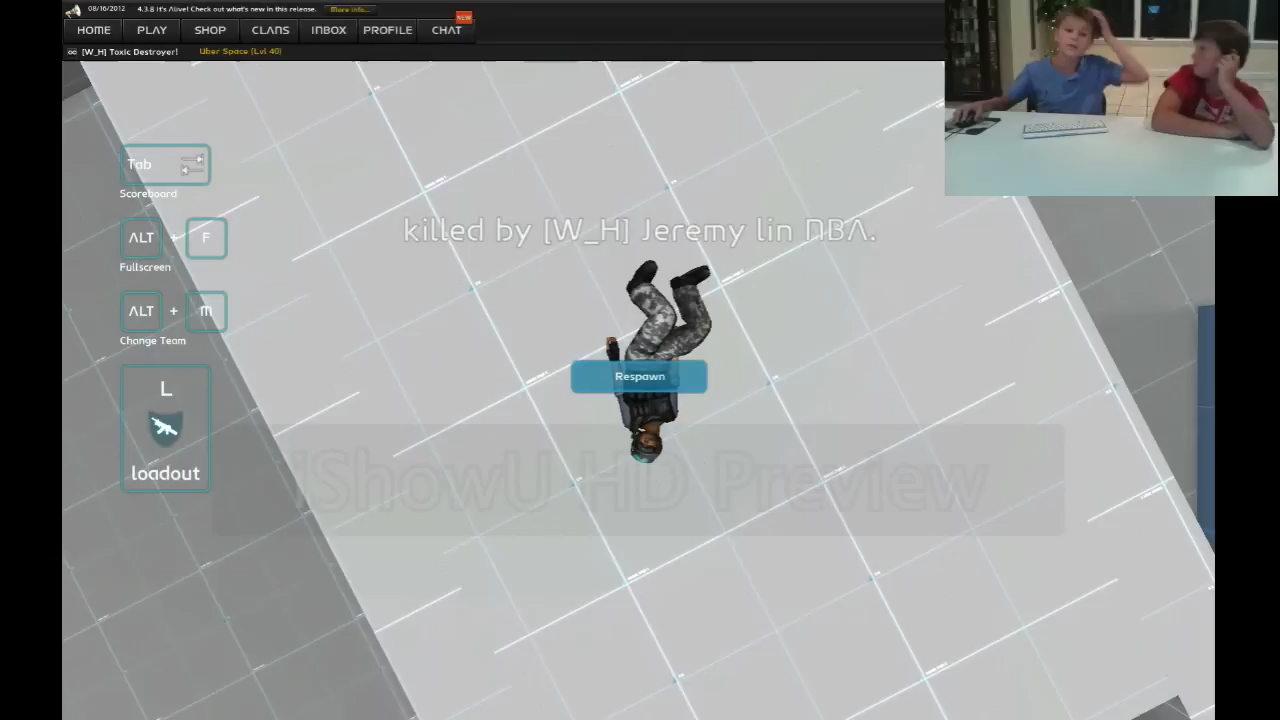 08/16/2012 4.3.8 It's Alive! Check out what's new in this release. More info...
NEW
HOME PLAY SHOP CLANS INBOX PROFILE CHAT
[W_H] Toxic Destroyer! Uber Space (Lvl 40)
Tab
Scoreboard
killed by [W_H] Jeremy lin NBA.
ALT + F
Fullscreen
ALT + M
Change Team
Respawn
L
loadout
iShowU HD Preview